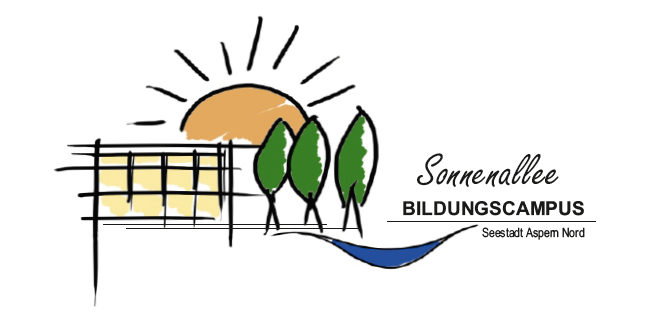 Sonnenallee
BILDUNGSCAMPUS
Seestadt Aspern Nord